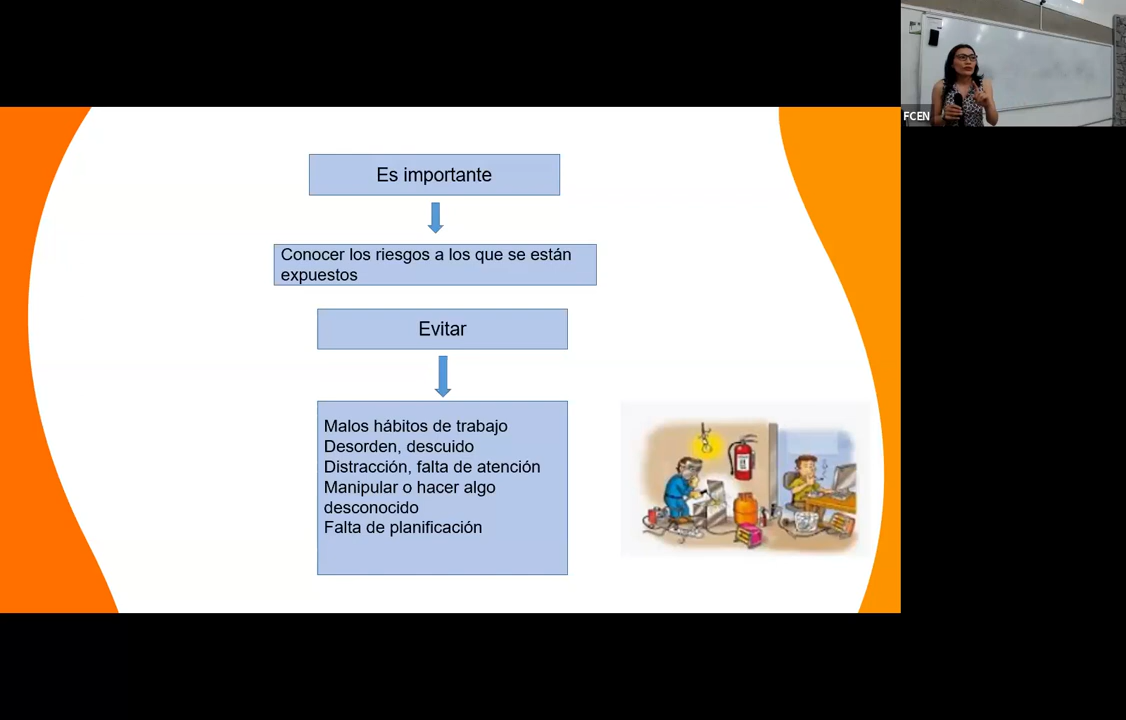 FCEN
Es importante
Conocer los riesgos a los que se están
expuestos
Evitar
Malos hábitos de trabajo
Desorden, descuido
Distracción, falta de atención
Manipular o hacer algo
desconocido
Falta de planificación